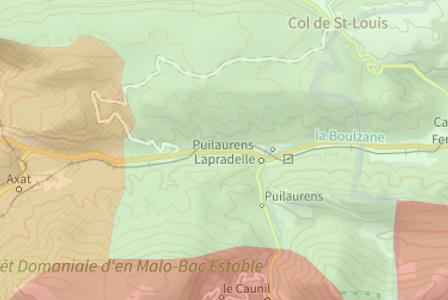 Col de St-Louis
la Boulzane
Puilaurens
Lapradelle
Axat
Puilaurens
êt Domaniale d'en Malo-Bac Estable
le Caunil